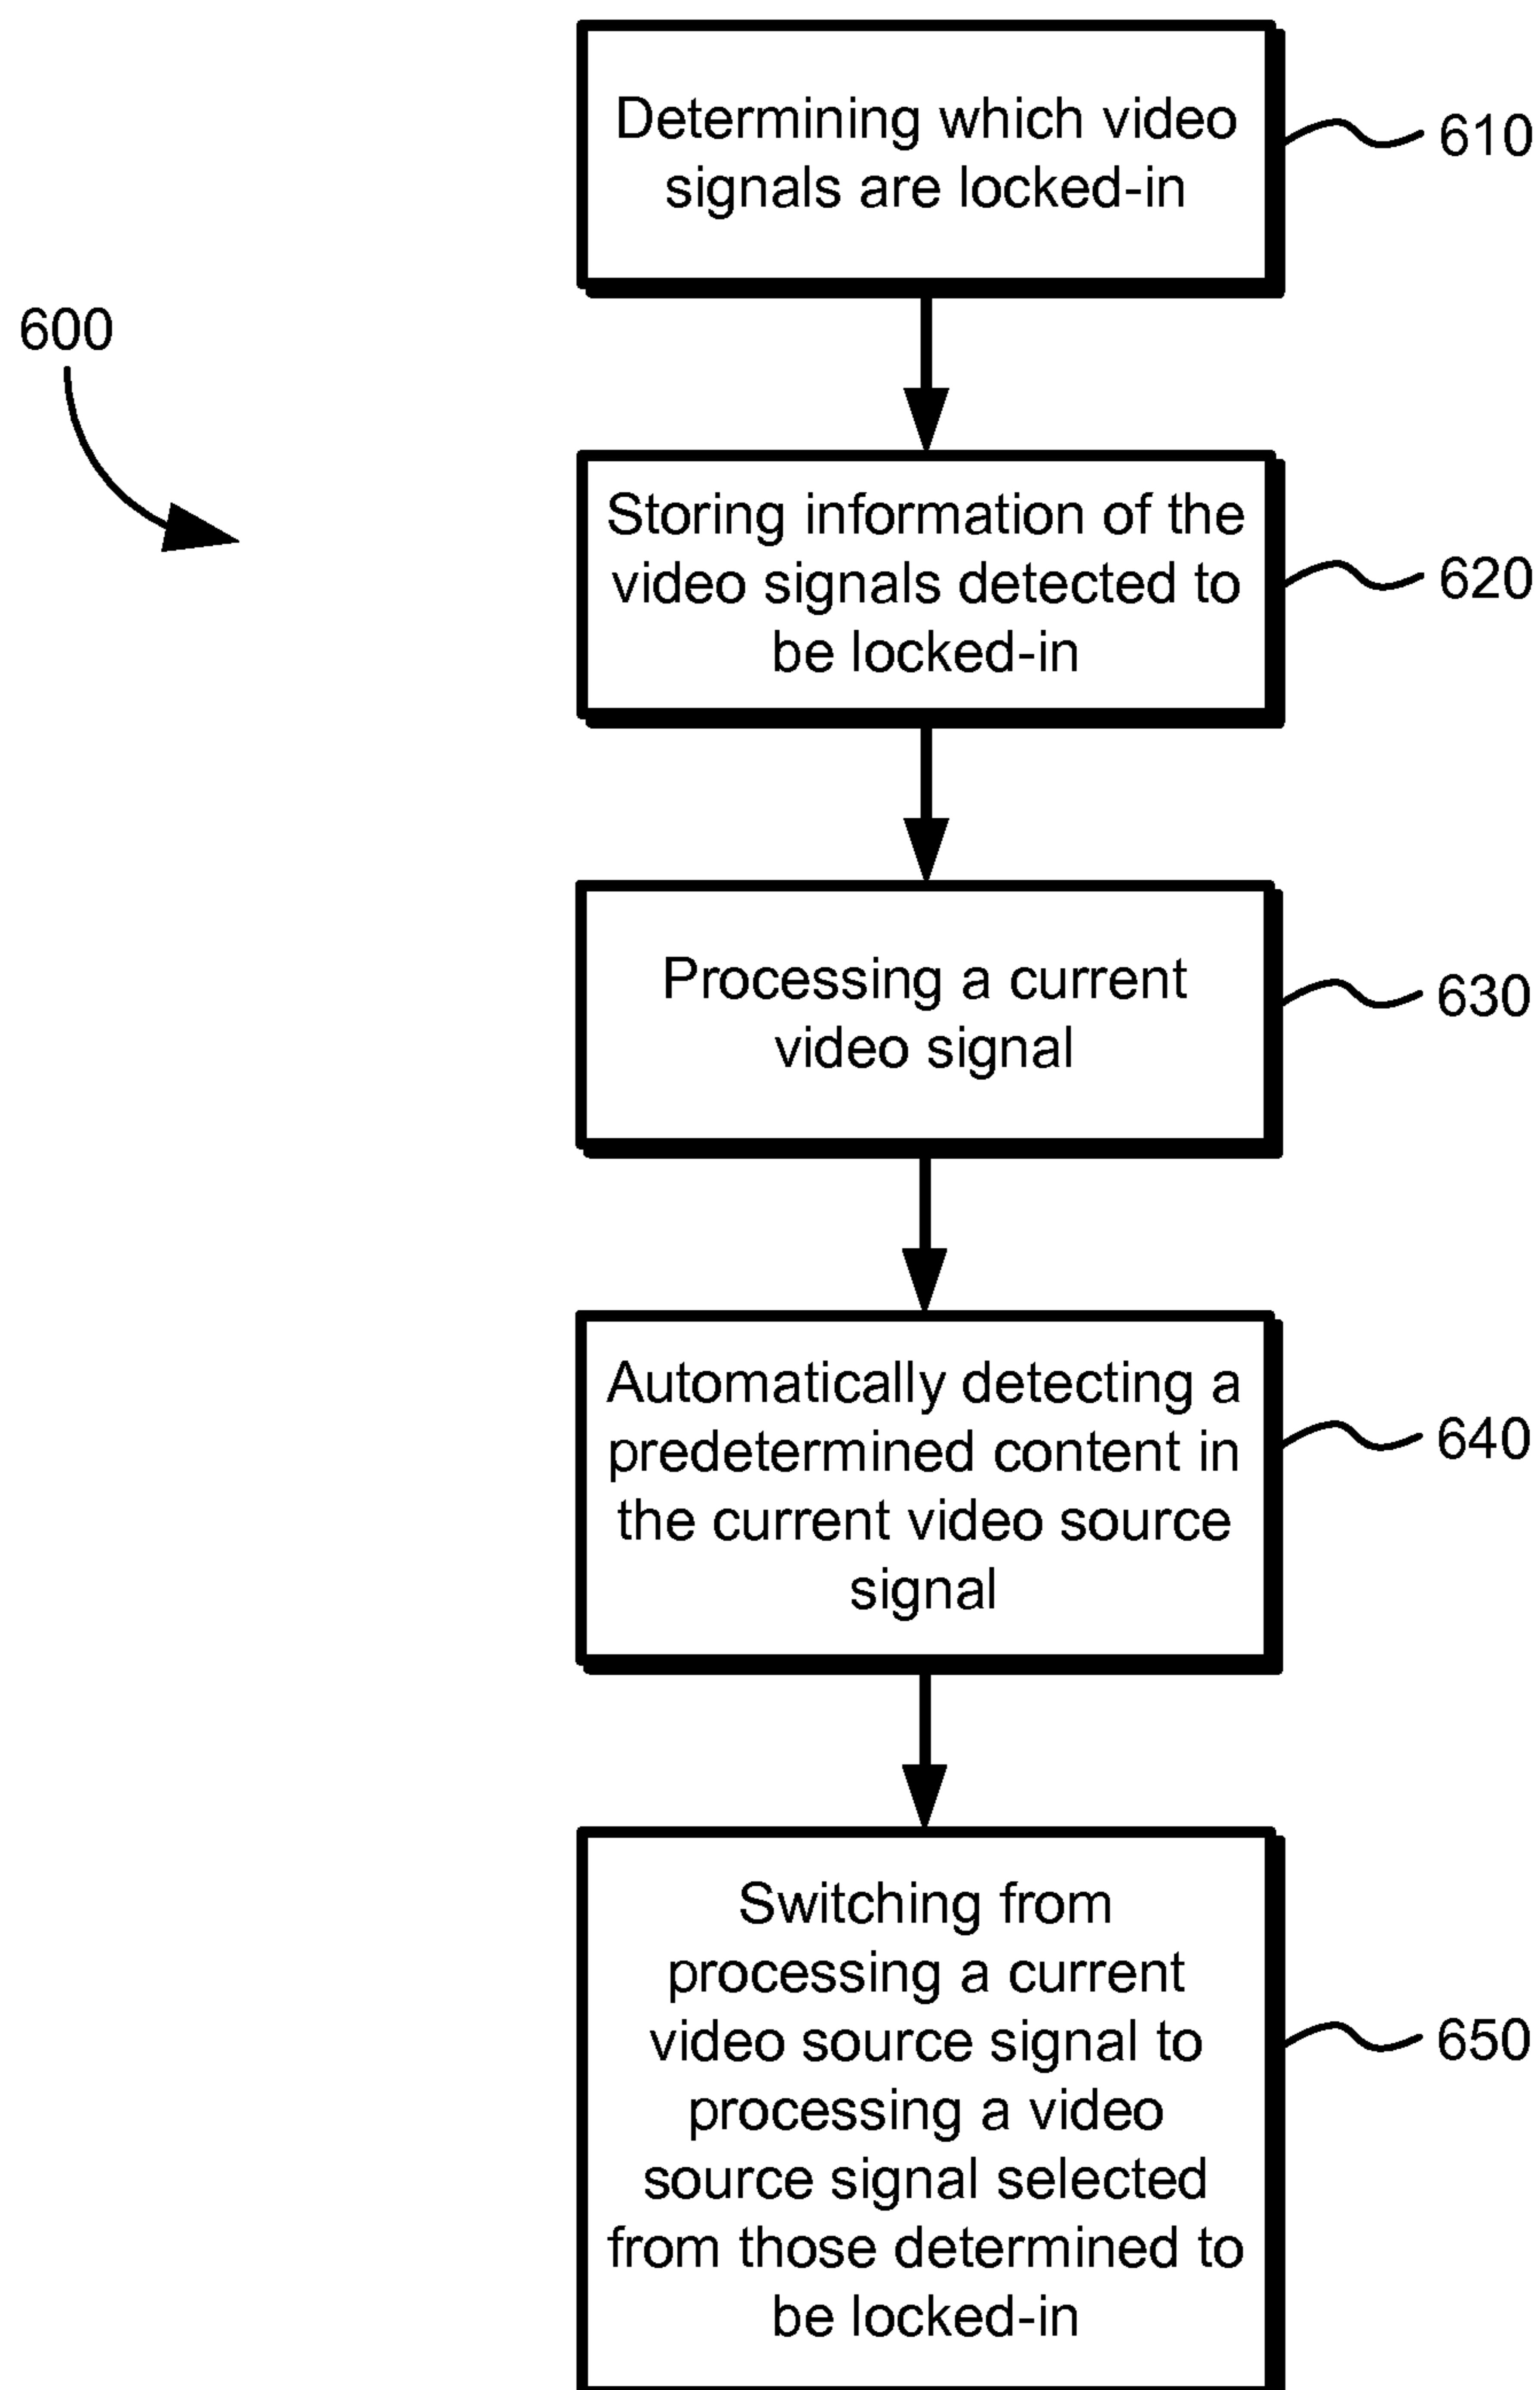 Determining which video
signals are locked-in
610
600
Storing information of the
video signals detected to
be locked-in
620
Processing a current
video signal
630
Automatically detecting a
predetermined content in
the current video source
signal
640
Switching from
processing a current
video source signal to
processing a video
source signal selected
from those determined to
be locked-in
650